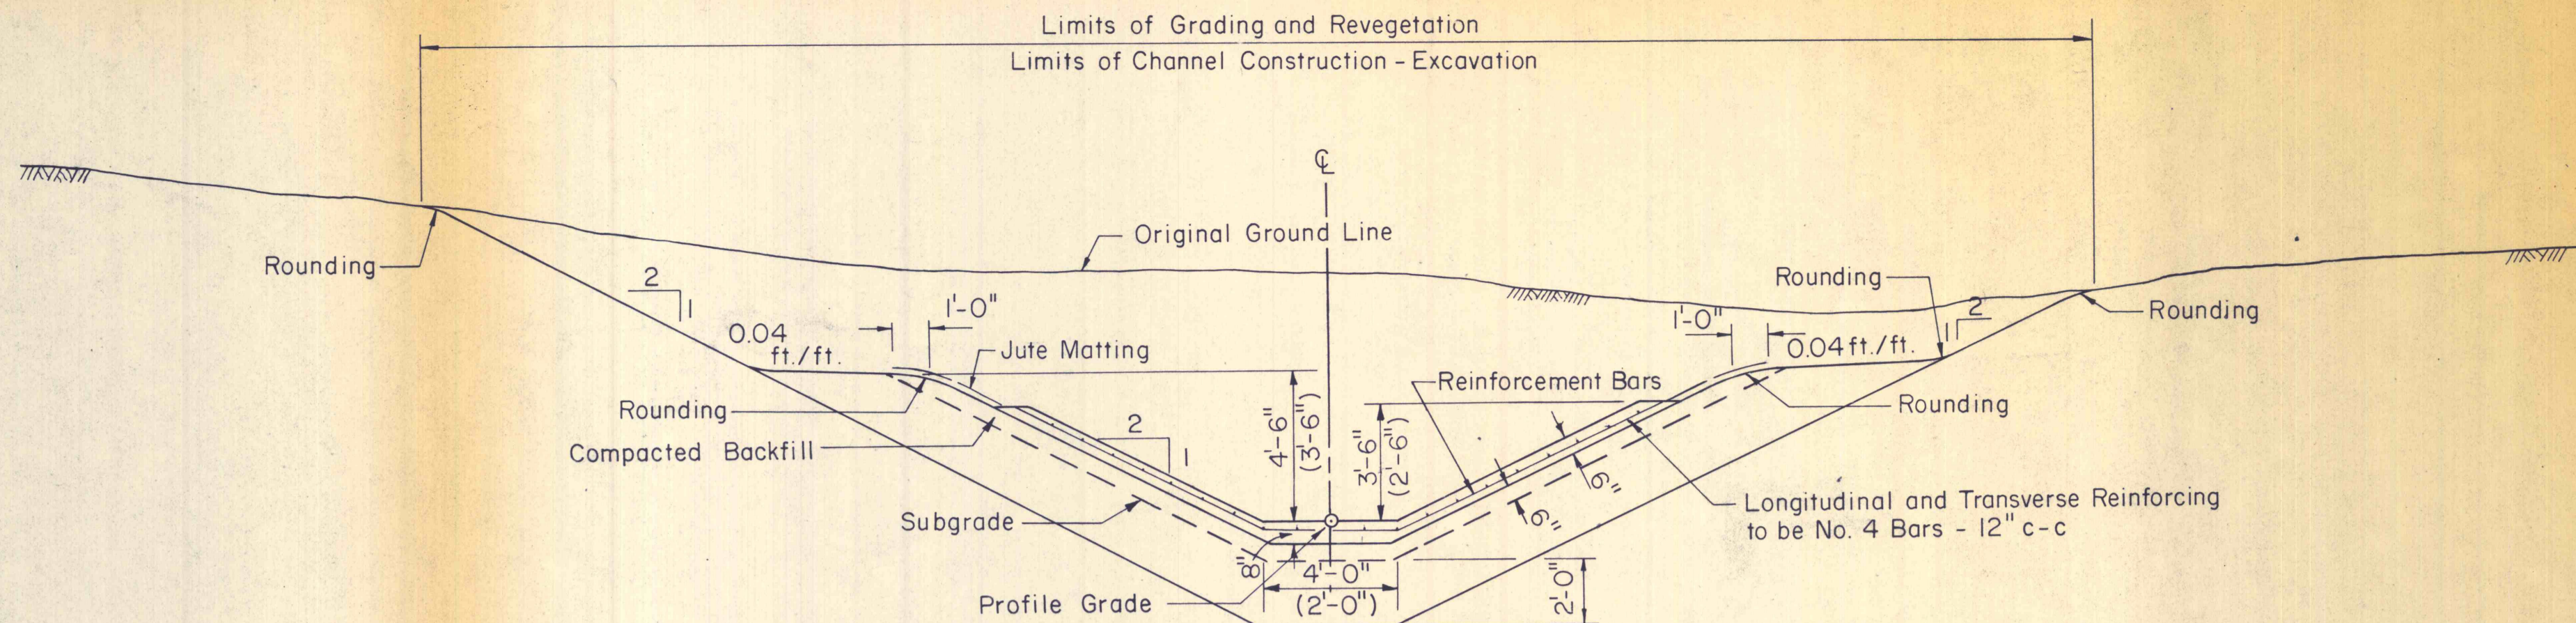 Limits of Grading and Revegetation
Limits of Channel Construction - Excavation
℄
Original Ground Line
Rounding
2
1
Rounding
2
1
Rounding
1'-0"
1'-0"
0.04
ft./ft.
0.04 ft./ft.
Jute Matting
Reinforcement Bars
Rounding
Rounding
Compacted Backfill
2
1
4'-6"
(3'-6")
3'-6"
(2'-6")
6"
6"
Subgrade
Longitudinal and Transverse Reinforcing
to be No. 4 Bars - 12" c-c
8"
4'-0"
(2'-0")
2'-0"
Profile Grade